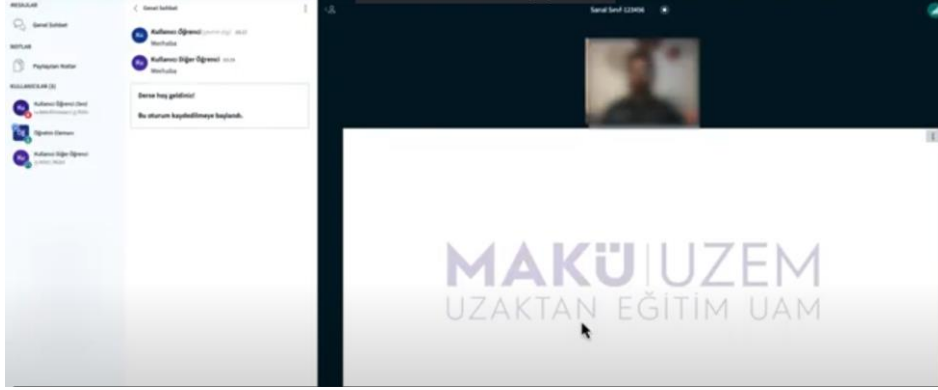 MESAJLAR
Genel Sohbet
NOTLAR
Paylaşılan Notlar
KULLANICILAR (3)
Kullanıcı Öğrenci (Sen)
Öğretim Elemanı
Kullanıcı Diğer Öğrenci
Genel Sohbet
Kullanıcı Öğrenci
Merhaba
Kullanıcı Diğer Öğrenci
Merhaba
Derse hoş geldiniz!
Bu oturum kaydedilmeye başlandı.
Sanal Sınıf-123456
MAKÜ|UZEM
UZAKTAN EĞİTİM UAM